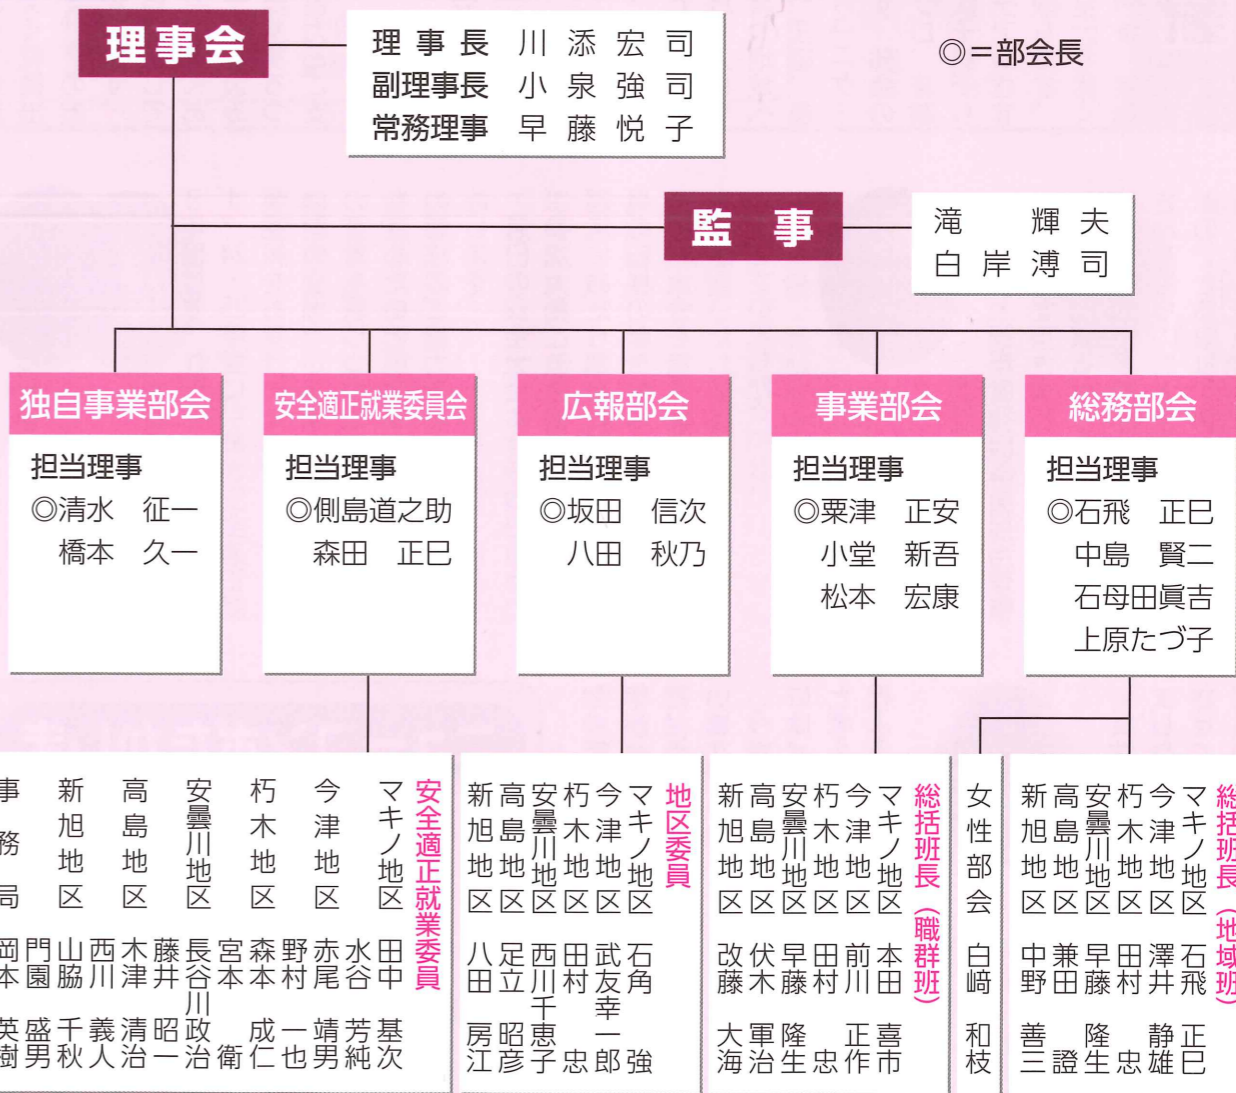 理事会
理事長 川添宏司
副理事長 小泉強司
常務理事 早藤悦子
◎=部会長
監事
滝 輝夫
白岸溥司
独自事業部会
担当理事
◎清水 征一
橋本 久一
安全適正就業委員会
担当理事
◎側島道之助
森田 正巳
広報部会
担当理事
◎坂田 信次
八田 秋乃
事業部会
担当理事
◎粟津 正安
小堂 新吾
松本 宏康
総務部会
担当理事
◎石飛 正巳
中島 賢二
石母田眞吉
上原たづ子
総括班長(地域班)
マキノ地区 石飛 正巳
今津地区 澤井 静雄
朽木地区 田村 忠
安曇川地区 早藤 隆生
高島地区 兼田 證
新旭地区 中野 善三
女性部会 白﨑 和枝
総括班長(職群班)
マキノ地区 本田 喜市
今津地区 前川 正作
朽木地区 田村 忠
安曇川地区 早藤 隆生
高島地区 伏木 軍治
新旭地区 改藤 大海
地区委員
マキノ地区 石角 強
今津地区 武友幸一郎
朽木地区 田村 忠
安曇川地区 西川千恵子
高島地区 足立 昭彦
新旭地区 八田 房江
安全適正就業委員
マキノ地区 田中 基次
水谷 芳純
今津地区 赤尾 靖男
野村 一也
朽木地区 森本 成仁
宮本 衛
安曇川地区 長谷川政治
藤井 昭一
高島地区 木津 清治
西川 義人
新旭地区 山脇 千秋
門園 盛男
事務局 岡本 英樹